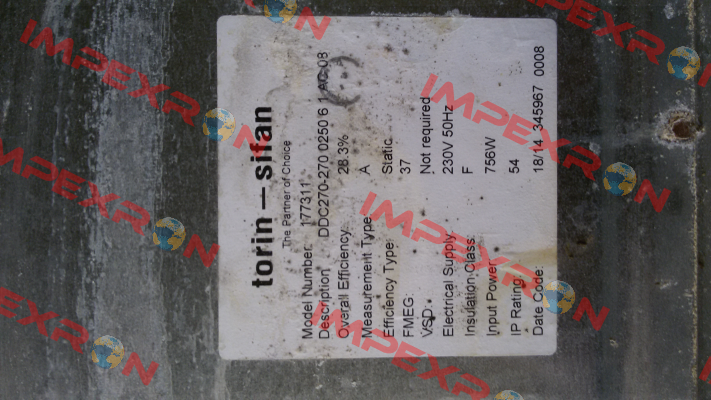 torin – sifan
The Partner of Choice
Model Number: 177311
Description DDC270-270 0250 6 1 AC 08
Overall Efficiency 28.3%
Measurement Type: A
Efficiency Type: Static
FMEG: 37
VSD: Not required
Electrical Supply 230V 50Hz
Insulation Class: F
Input Power: 756W
IP Rating: 54
Date Code: 18/14 345967 0008
IMPEXRON
IMPEXRON
IMPEXRON
IMPEXRON
IMPEXRON
IMPEXRON